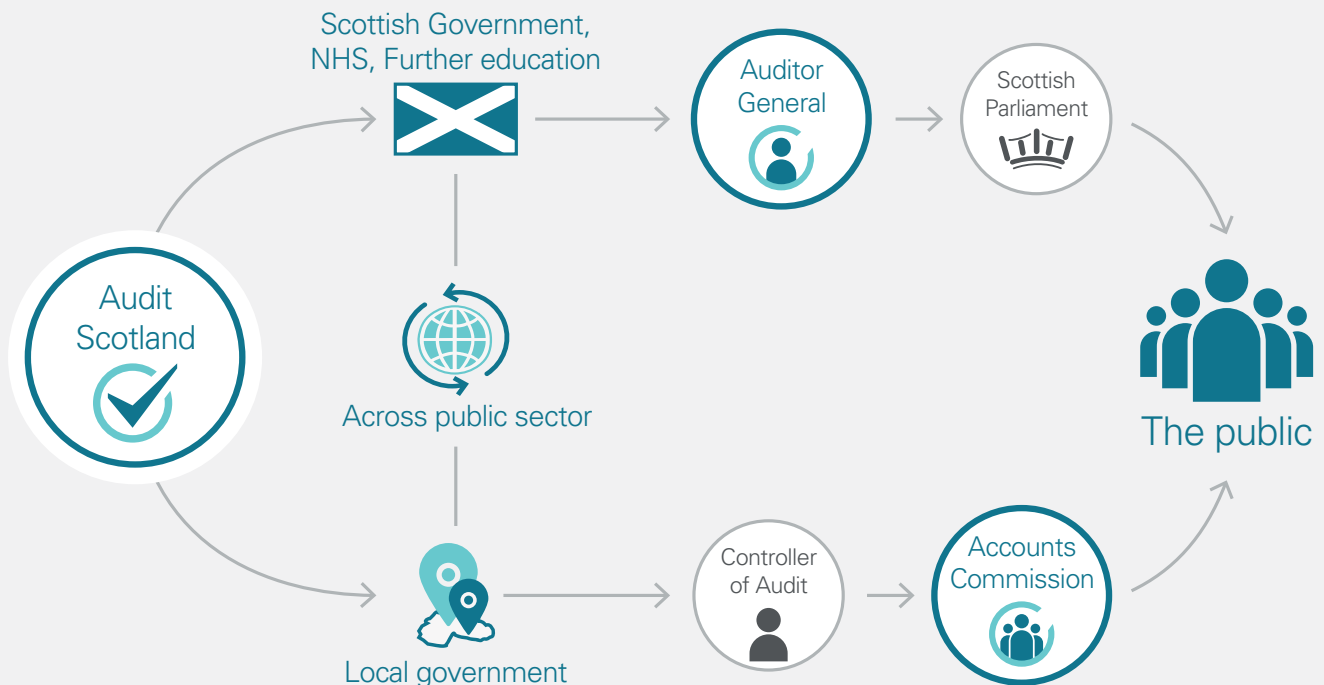 Scottish Government,
NHS, Further education
Auditor
General
Scottish
Parliament
Audit
Scotland
Across public sector
The public
Controller
of Audit
Accounts
Commission
Local government